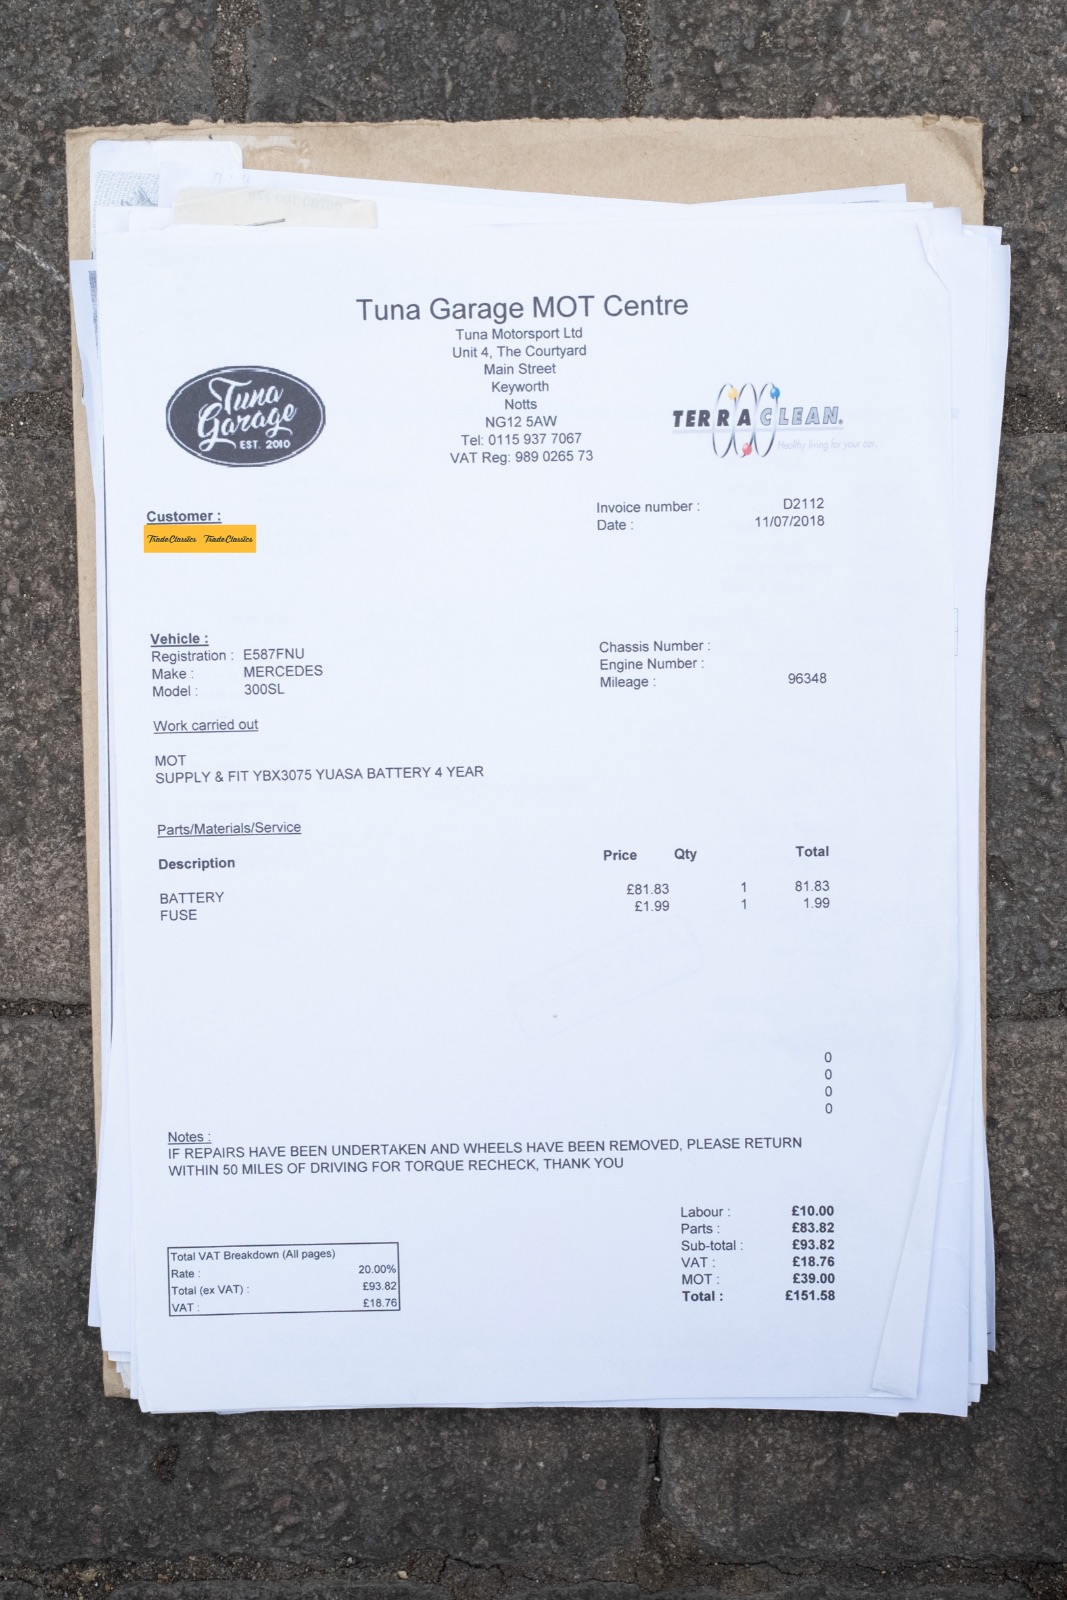 Tuna Garage MOT Centre
Tuna Motorsport Ltd
Unit 4, The Courtyard
Main Street
Keyworth
Notts
NG12 5AW
Tel: 0115 937 7067
VAT Reg: 989 0265 73
Tuna
Garage
EST. 2010
TERRACLEAN.
Healthy living for your car.
Customer :
TradeClassics TradeClassics
Invoice number : D2112
Date : 11/07/2018
Vehicle :
Registration : E587FNU
Make : MERCEDES
Model : 300SL
Chassis Number :
Engine Number :
Mileage : 96348
Work carried out
MOT
SUPPLY & FIT YBX3075 YUASA BATTERY 4 YEAR
Parts/Materials/Service
Description Price Qty Total
BATTERY £81.83 1 81.83
FUSE £1.99 1 1.99
0
0
0
0
Notes :
IF REPAIRS HAVE BEEN UNDERTAKEN AND WHEELS HAVE BEEN REMOVED, PLEASE RETURN
WITHIN 50 MILES OF DRIVING FOR TORQUE RECHECK, THANK YOU
Total VAT Breakdown (All pages)
Rate : 20.00%
Total (ex VAT) : £93.82
VAT : £18.76
Labour : £10.00
Parts : £83.82
Sub-total : £93.82
VAT : £18.76
MOT : £39.00
Total : £151.58